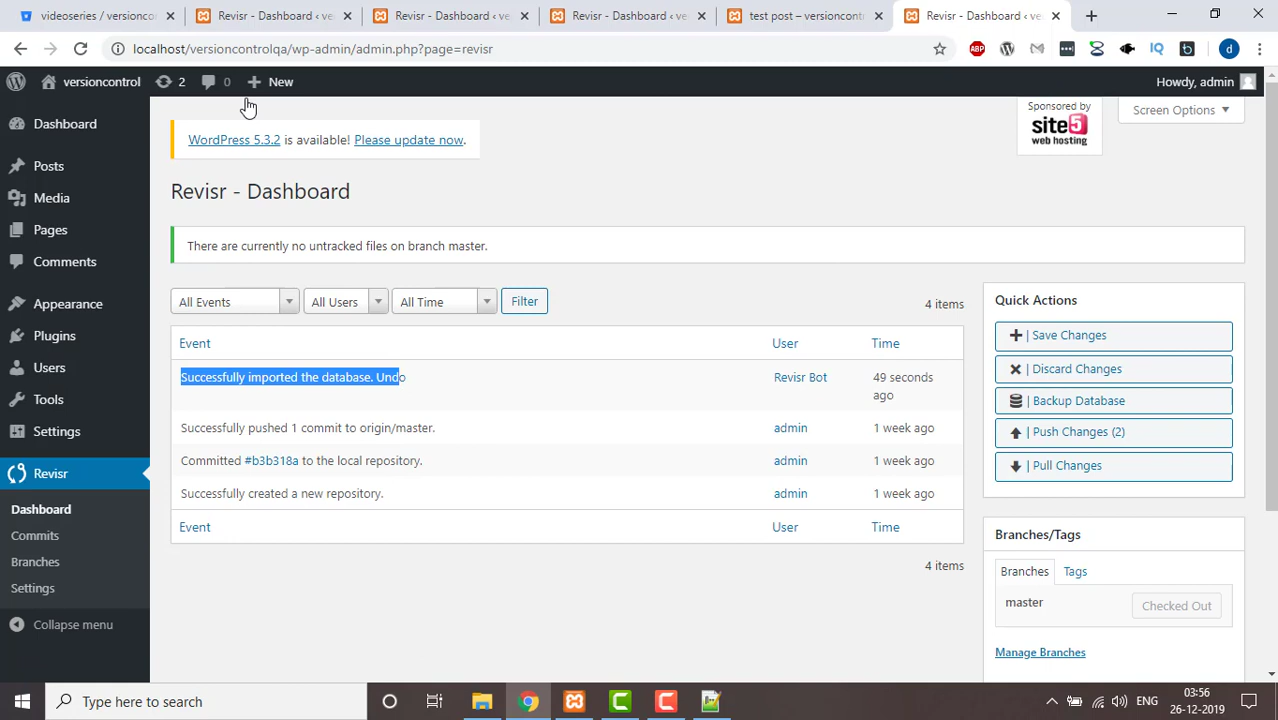 videoseries / versionconc
Revisr - Dashboard ‹ ve
Revisr - Dashboard ‹ ve
Revisr - Dashboard ‹ ve
test post – versioncontr
Revisr - Dashboard ‹ ve
localhost/versioncontrolqa/wp-admin/admin.php?page=revisr
ABP
IQ
d
versioncontrol 2 0 New
Howdy, admin
Dashboard
Posts
Media
Pages
Comments
Appearance
Plugins
Users
Tools
Settings
Revisr
Dashboard
Commits
Branches
Settings
Collapse menu
WordPress 5.3.2 is available! Please update now.
Sponsored by
site5
web hosting
Screen Options
Revisr - Dashboard
There are currently no untracked files on branch master.
All Events All Users All Time Filter
4 items
Event User Time
Successfully imported the database. Undo Revisr Bot 49 seconds
ago
Successfully pushed 1 commit to origin/master. admin 1 week ago
Committed #b3b318a to the local repository. admin 1 week ago
Successfully created a new repository. admin 1 week ago
Event User Time
4 items
Quick Actions
| Save Changes
| Discard Changes
| Backup Database
| Push Changes (2)
| Pull Changes
Branches/Tags
Branches Tags
master Checked Out
Manage Branches
Type here to search
ENG
03:56
26-12-2019